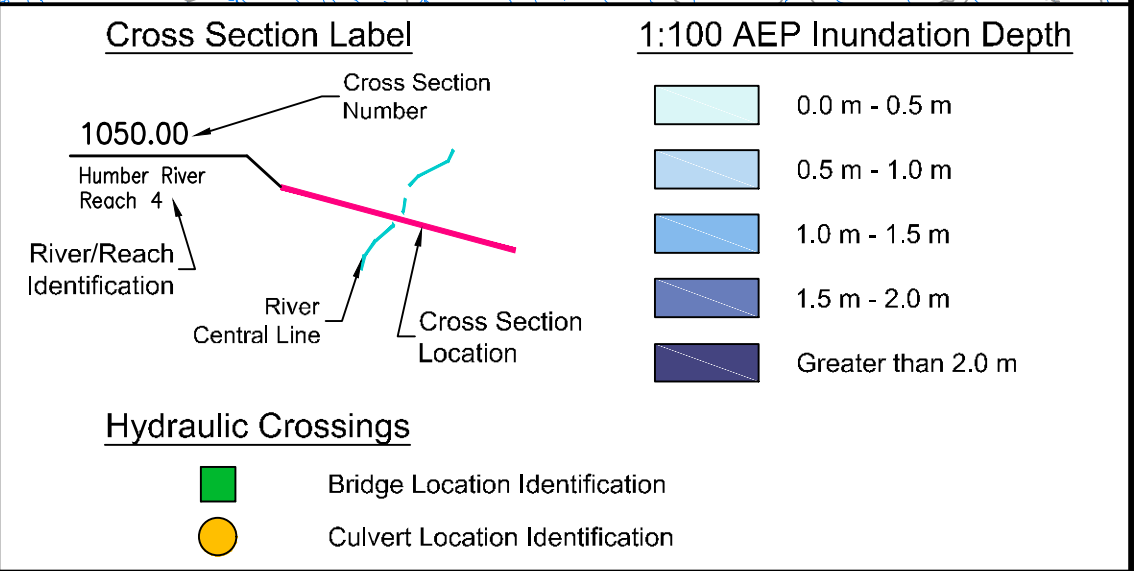 Cross Section Label
Cross Section
Number
1050.00
Humber River
Reach 4
River/Reach
Identification
River
Central Line
Cross Section
Location
1:100 AEP Inundation Depth
0.0 m - 0.5 m
0.5 m - 1.0 m
1.0 m - 1.5 m
1.5 m - 2.0 m
Greater than 2.0 m
Hydraulic Crossings
Bridge Location Identification
Culvert Location Identification